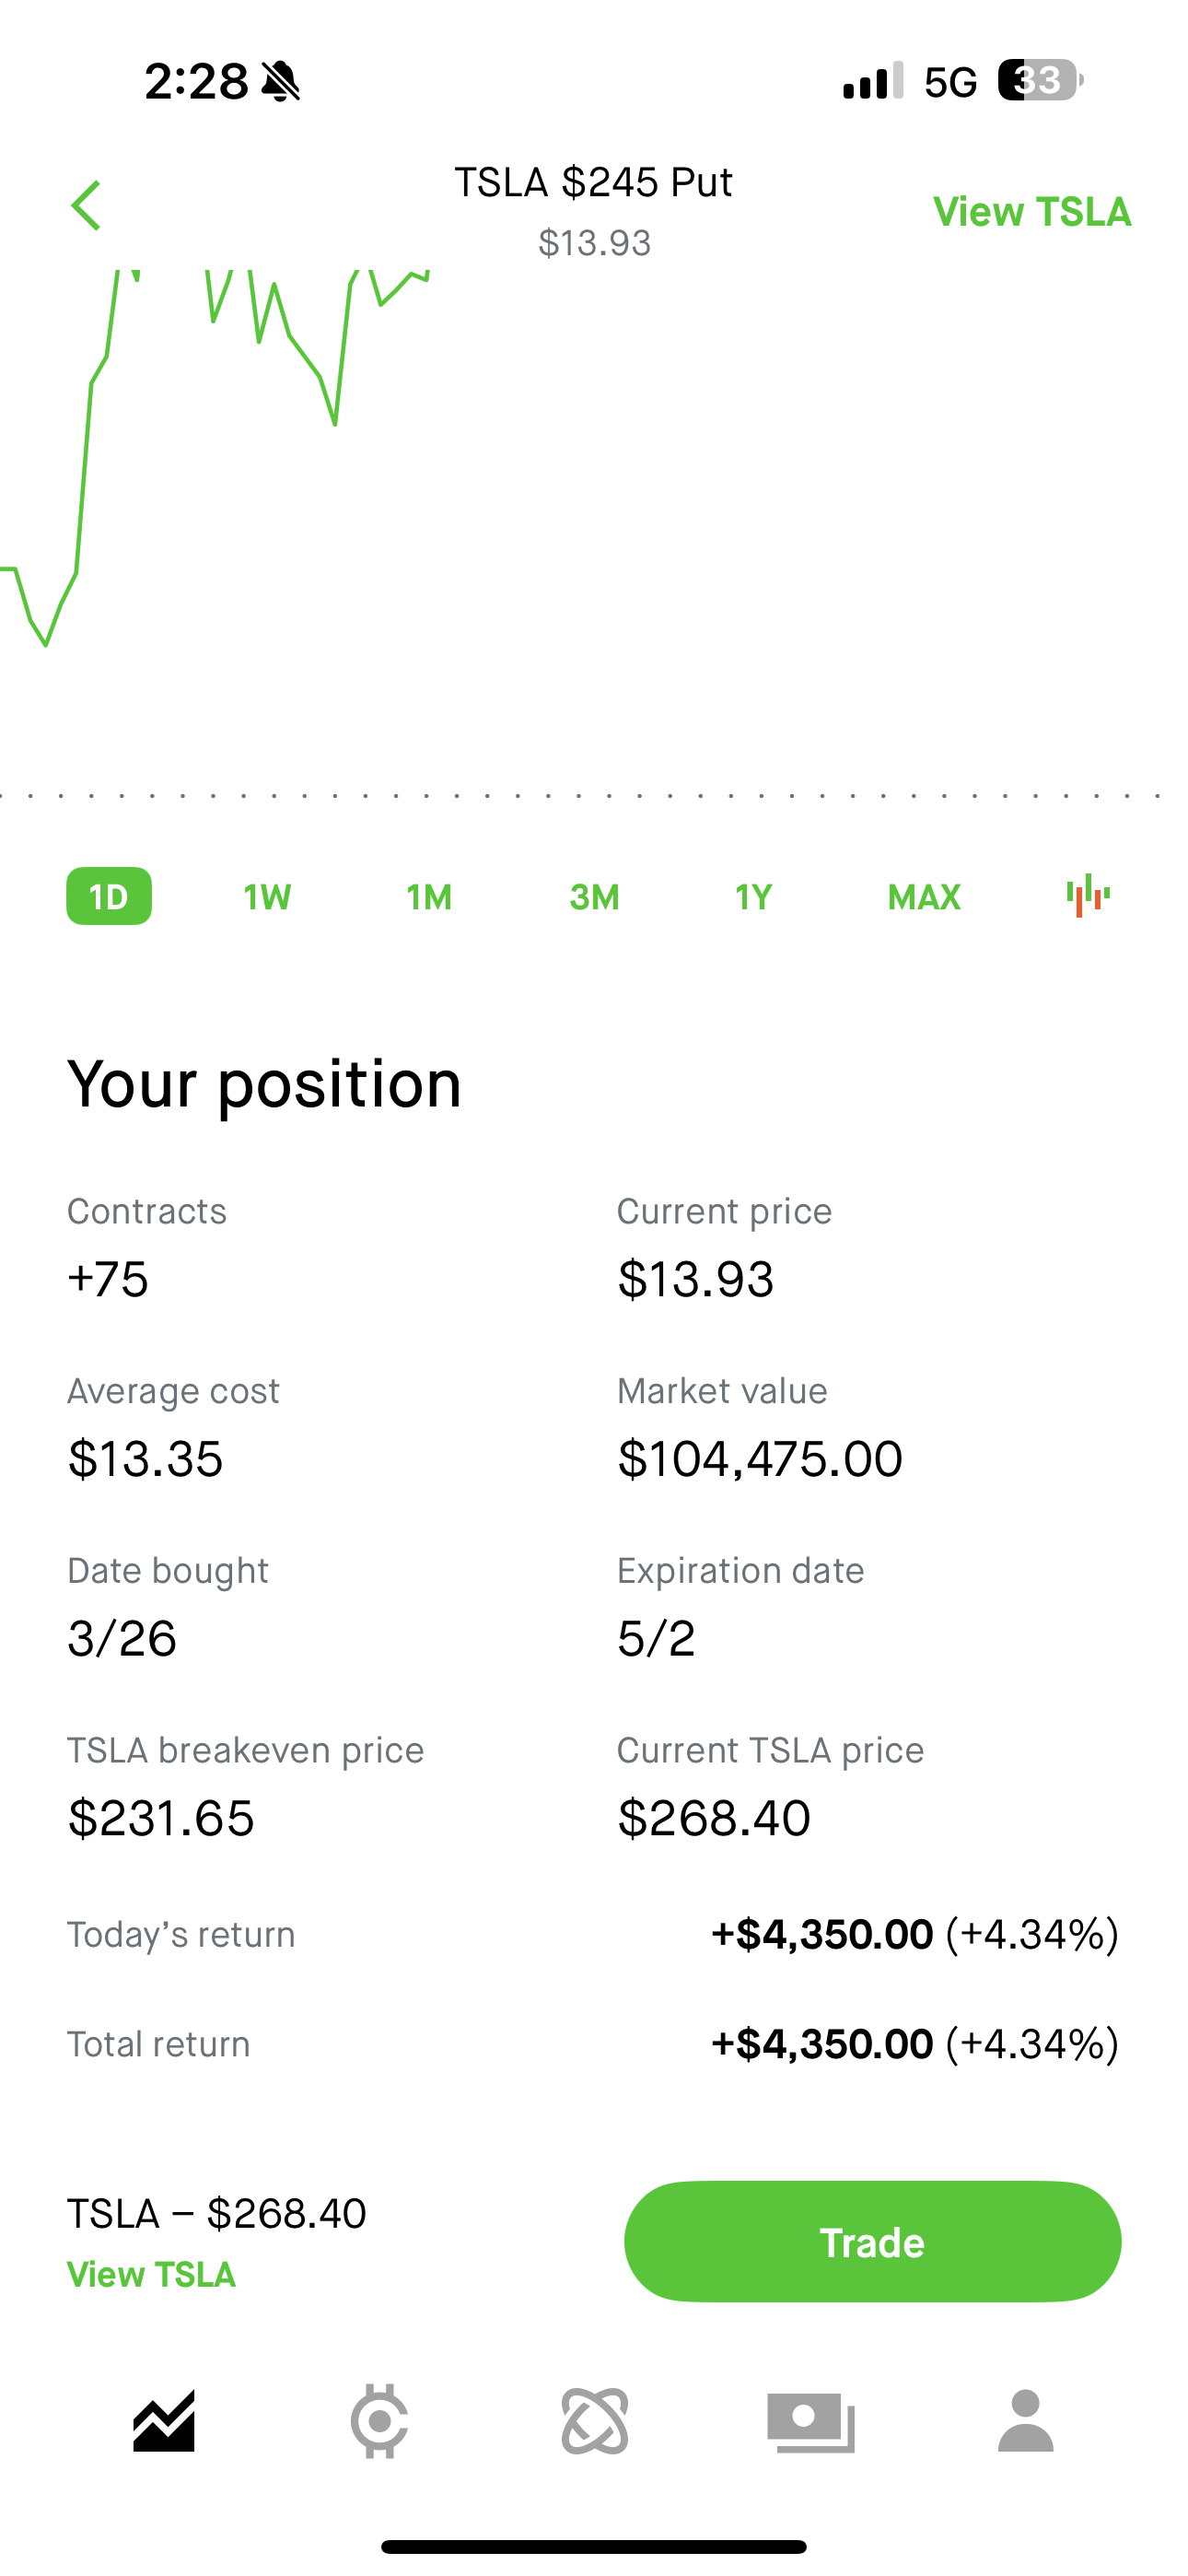 2:28
5G
33
TSLA $245 Put
$13.93
View TSLA
1D
1W
1M
3M
1Y
MAX
Your position
Contracts
+75
Current price
$13.93
Average cost
$13.35
Market value
$104,475.00
Date bought
3/26
Expiration date
5/2
TSLA breakeven price
$231.65
Current TSLA price
$268.40
Today’s return
+$4,350.00 (+4.34%)
Total return
+$4,350.00 (+4.34%)
TSLA – $268.40
View TSLA
Trade